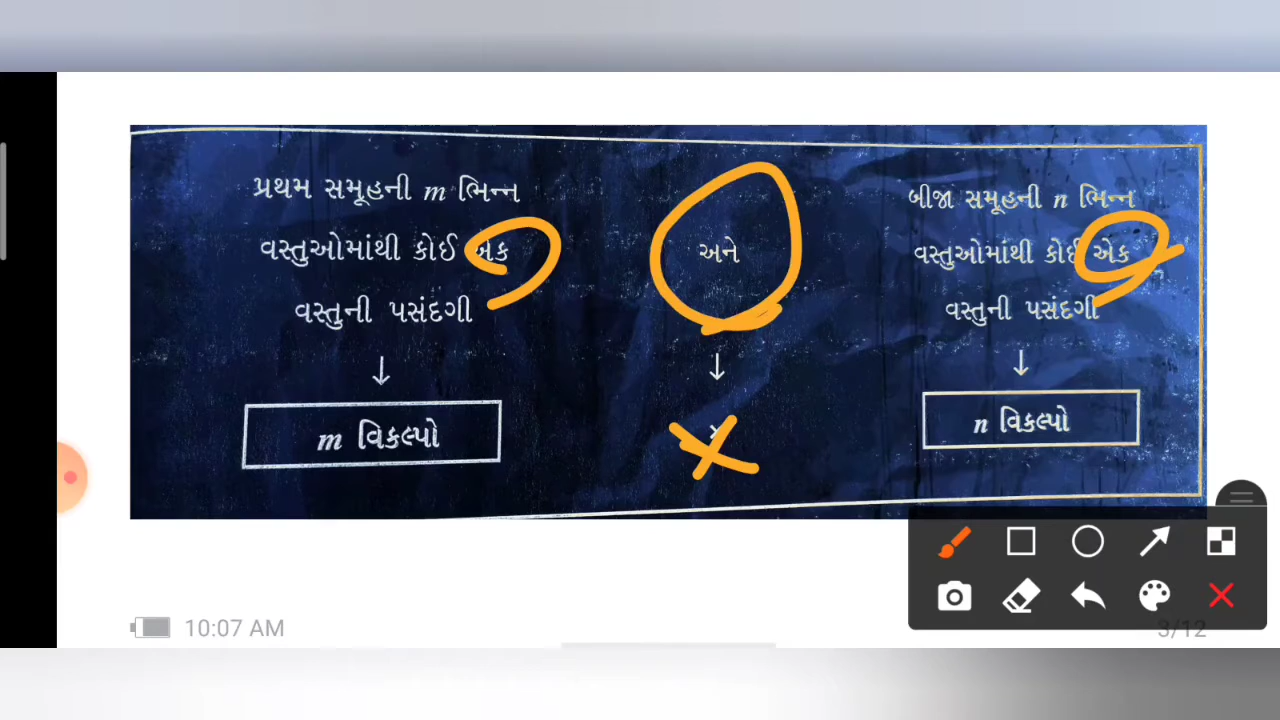 પ્રથમ સમૂહની m ભિન્ન
વસ્તુઓમાંથી કોઈ એક
વસ્તુની પસંદગી
↓
m વિકલ્પો
અને
↓
×
બીજા સમૂહની n ભિન્ન
વસ્તુઓમાંથી કોઈ એક
વસ્તુની પસંદગી
↓
n વિકલ્પો
10:07 AM
3/12